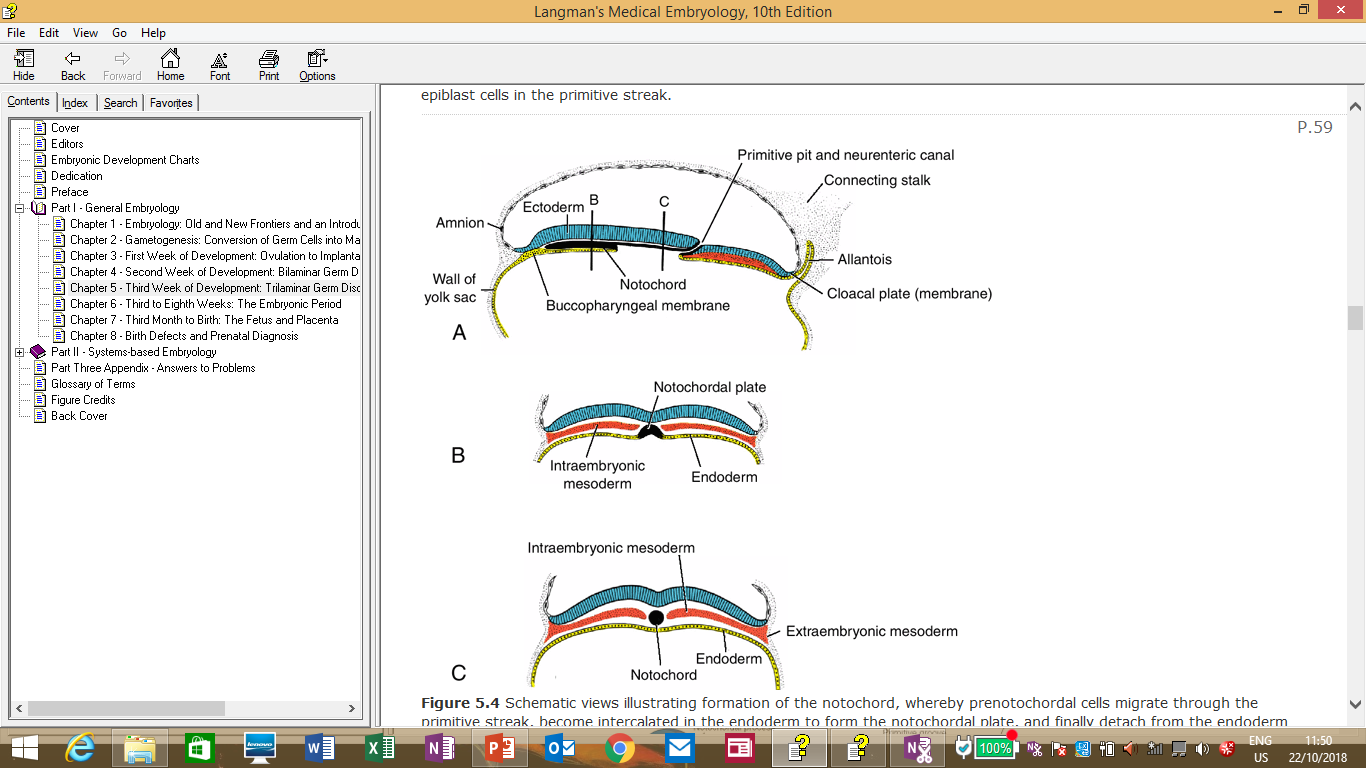 Langman's Medical Embryology, 10th Edition
File Edit View Go Help
Hide Back Forward Home Font Print Options
Contents Index Search Favorites
Cover
Editors
Embryonic Development Charts
Dedication
Preface
Part I - General Embryology
Chapter 1 - Embryology: Old and New Frontiers and an Introdu
Chapter 2 - Gametogenesis: Conversion of Germ Cells into Ma
Chapter 3 - First Week of Development: Ovulation to Implanta
Chapter 4 - Second Week of Development: Bilaminar Germ D
Chapter 5 - Third Week of Development: Trilaminar Germ Disc
Chapter 6 - Third to Eighth Weeks: The Embryonic Period
Chapter 7 - Third Month to Birth: The Fetus and Placenta
Chapter 8 - Birth Defects and Prenatal Diagnosis
Part II - Systems-based Embryology
Part Three Appendix - Answers to Problems
Glossary of Terms
Figure Credits
Back Cover
epiblast cells in the primitive streak.
P.59
Primitive pit and neurenteric canal
Connecting stalk
Ectoderm B C
Amnion
Allantois
Wall of
yolk sac
Notochord
Cloacal plate (membrane)
Buccopharyngeal membrane
A
Notochordal plate
B
Intraembryonic
mesoderm
Endoderm
Intraembryonic mesoderm
Extraembryonic mesoderm
Endoderm
Notochord
C
Figure 5.4 Schematic views illustrating formation of the notochord, whereby prenotochordal cells migrate through the
primitive streak, become intercalated in the endoderm to form the notochordal plate, and finally detach from the endoderm
lenovo
100%
ENG
US
11:50
22/10/2018